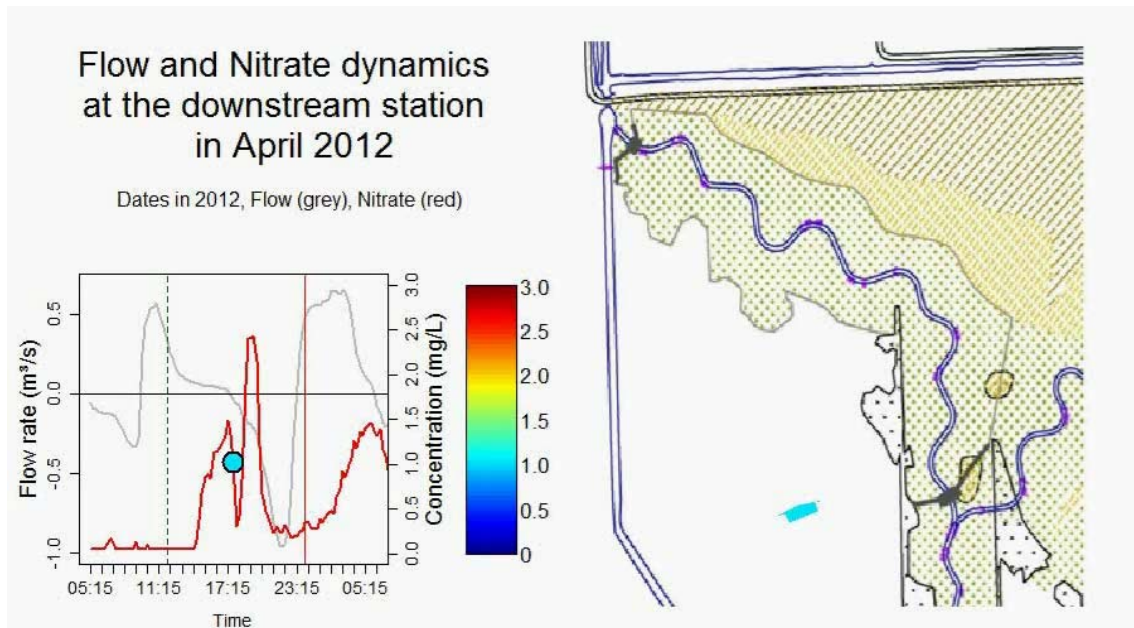 Flow and Nitrate dynamics
at the downstream station
in April 2012
Dates in 2012, Flow (grey), Nitrate (red)
Flow rate (m³/s)
0.5
0.0
-0.5
-1.0
3.0
2.5
2.0
1.5
1.0
0.5
0.0
Concentration (mg/L)
3.0
2.5
2.0
1.5
1.0
0.5
0
05:15 11:15 17:15 23:15 05:15
Time